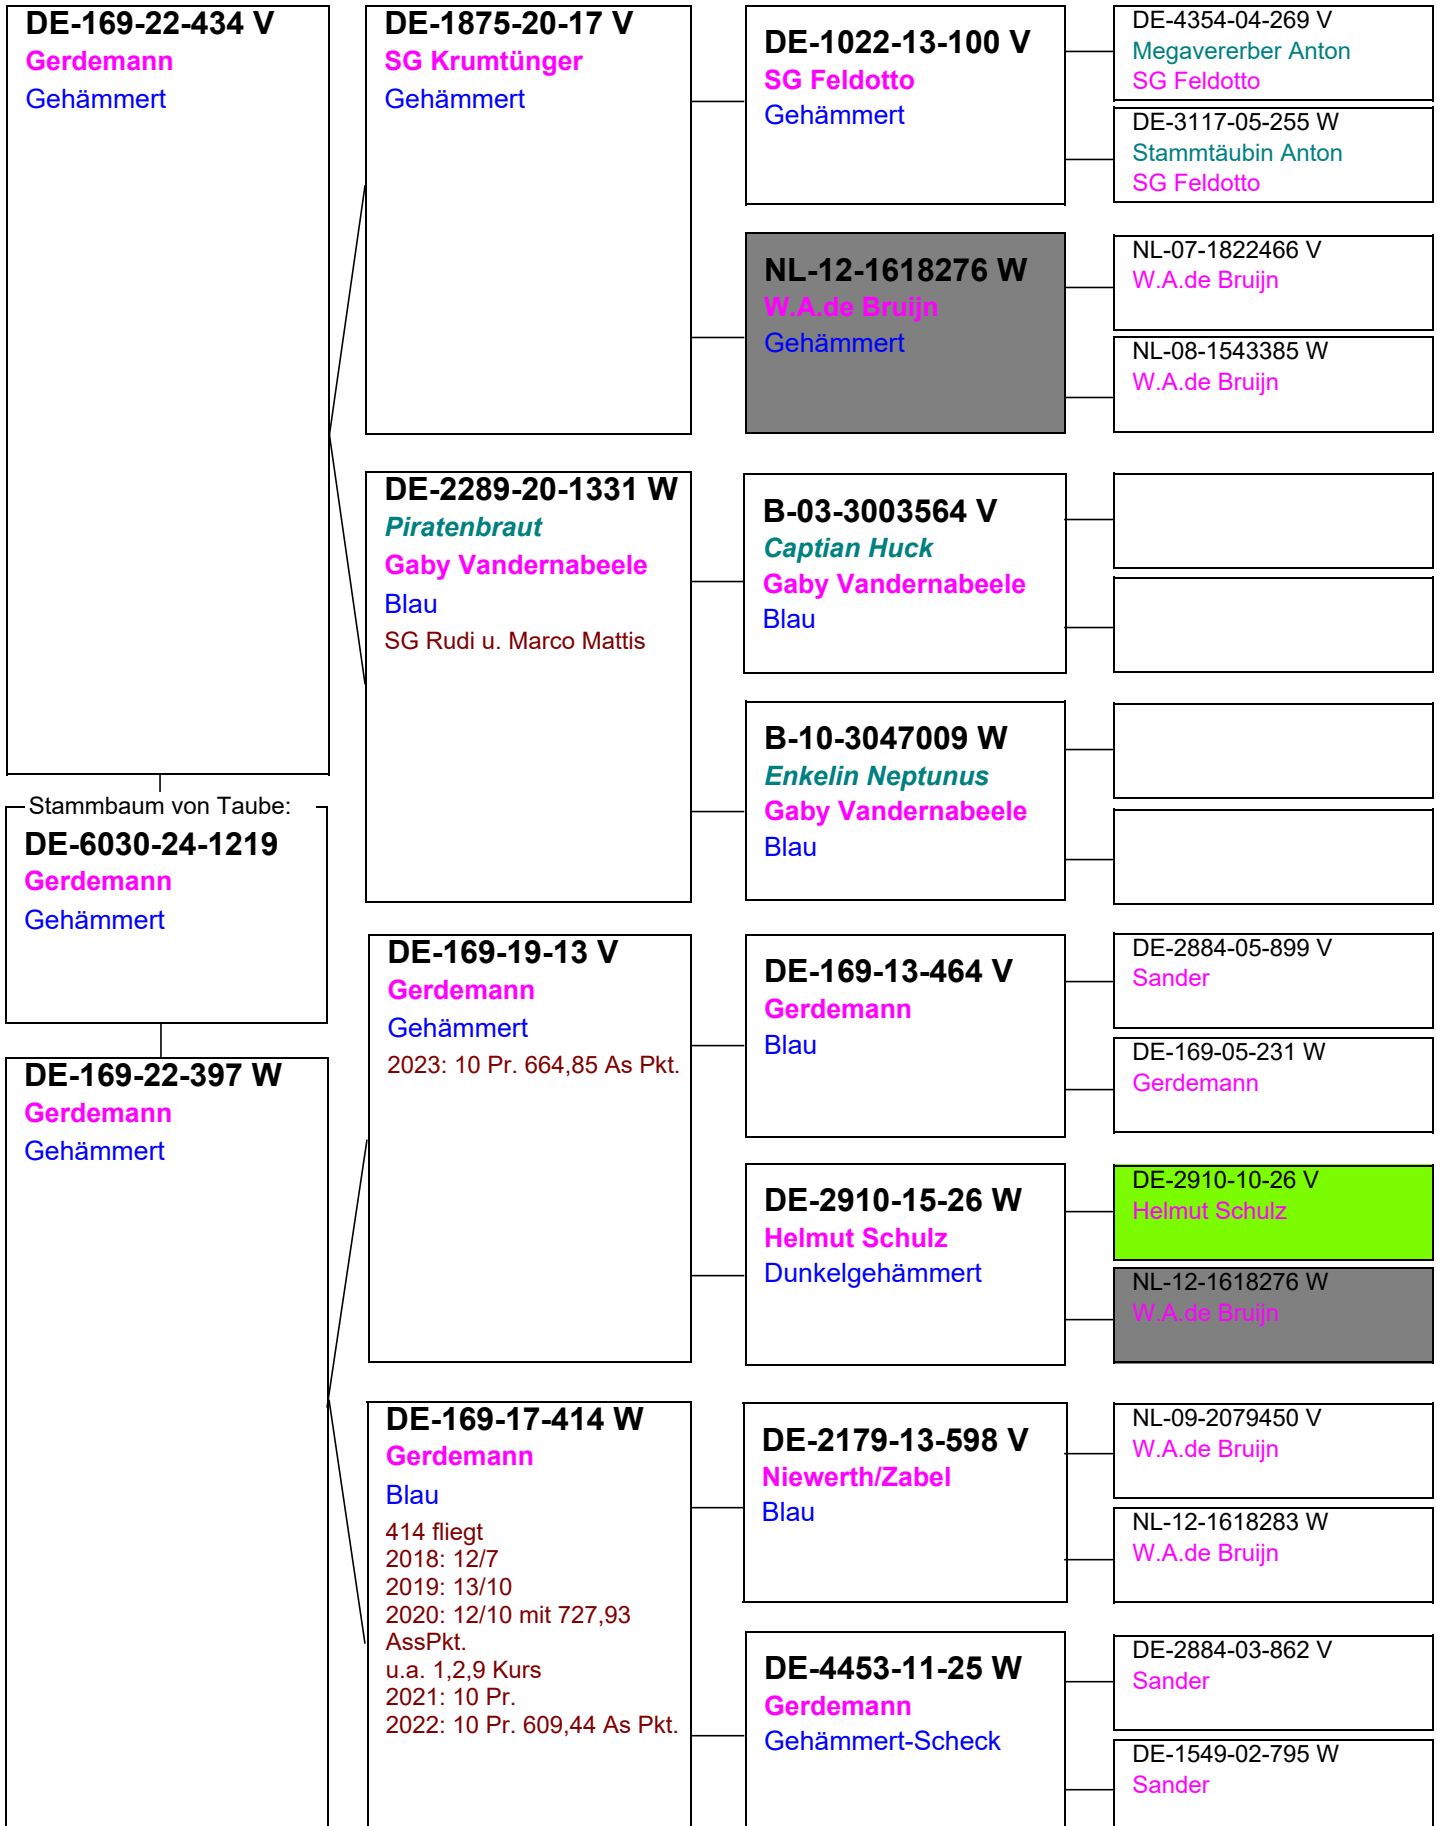 DE-169-22-434 V
Gerdemann
Gehämmert
Stammbaum von Taube:
DE-6030-24-1219
Gerdemann
Gehämmert
DE-169-22-397 W
Gerdemann
Gehämmert
DE-1875-20-17 V
SG Krumtünger
Gehämmert
DE-2289-20-1331 W
Piratenbraut
Gaby Vandernabeele
Blau
SG Rudi u. Marco Mattis
DE-169-19-13 V
Gerdemann
Gehämmert
2023: 10 Pr. 664,85 As Pkt.
DE-169-17-414 W
Gerdemann
Blau
414 fliegt
2018: 12/7
2019: 13/10
2020: 12/10 mit 727,93
AssPkt.
u.a. 1,2,9 Kurs
2021: 10 Pr.
2022: 10 Pr. 609,44 As Pkt.
DE-1022-13-100 V
SG Feldotto
Gehämmert
NL-12-1618276 W
W.A.de Bruijn
Gehämmert
B-03-3003564 V
Captian Huck
Gaby Vandernabeele
Blau
B-10-3047009 W
Enkelin Neptunus
Gaby Vandernabeele
Blau
DE-169-13-464 V
Gerdemann
Blau
DE-2910-15-26 W
Helmut Schulz
Dunkelgehämmert
DE-2179-13-598 V
Niewerth/Zabel
Blau
DE-4453-11-25 W
Gerdemann
Gehämmert-Scheck
DE-4354-04-269 V
Megavererber Anton
SG Feldotto
DE-3117-05-255 W
Stammtäubin Anton
SG Feldotto
NL-07-1822466 V
W.A.de Bruijn
NL-08-1543385 W
W.A.de Bruijn
DE-2884-05-899 V
Sander
DE-169-05-231 W
Gerdemann
DE-2910-10-26 V
Helmut Schulz
NL-12-1618276 W
W.A.de Bruijn
NL-09-2079450 V
W.A.de Bruijn
NL-12-1618283 W
W.A.de Bruijn
DE-2884-03-862 V
Sander
DE-1549-02-795 W
Sander